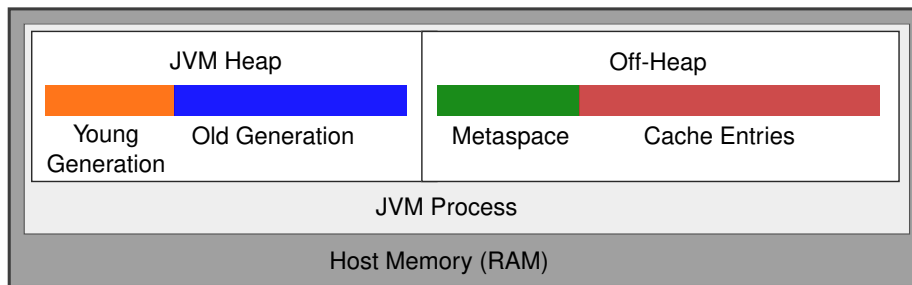 JVM Heap
Off-Heap
Young
Generation
Old Generation
Metaspace
Cache Entries
JVM Process
Host Memory (RAM)